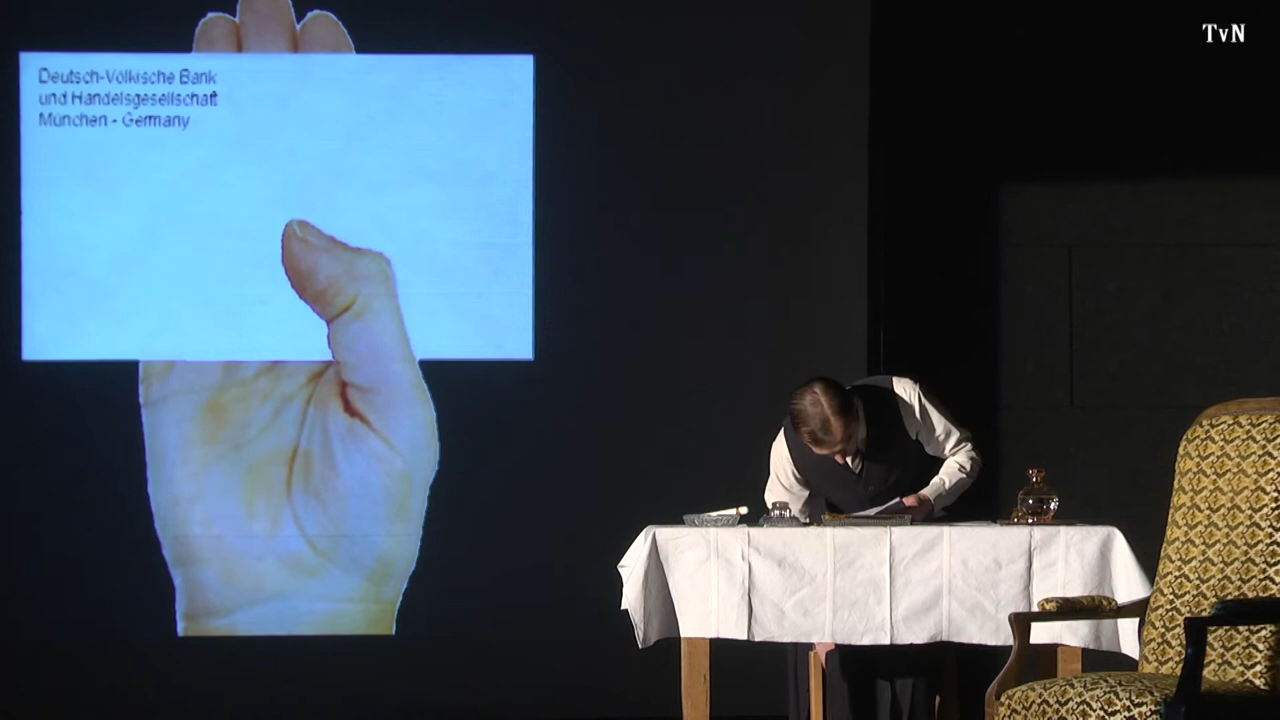 Deutsch-Völkische Bank
und Handelsgesellschaft
München - Germany
TvN